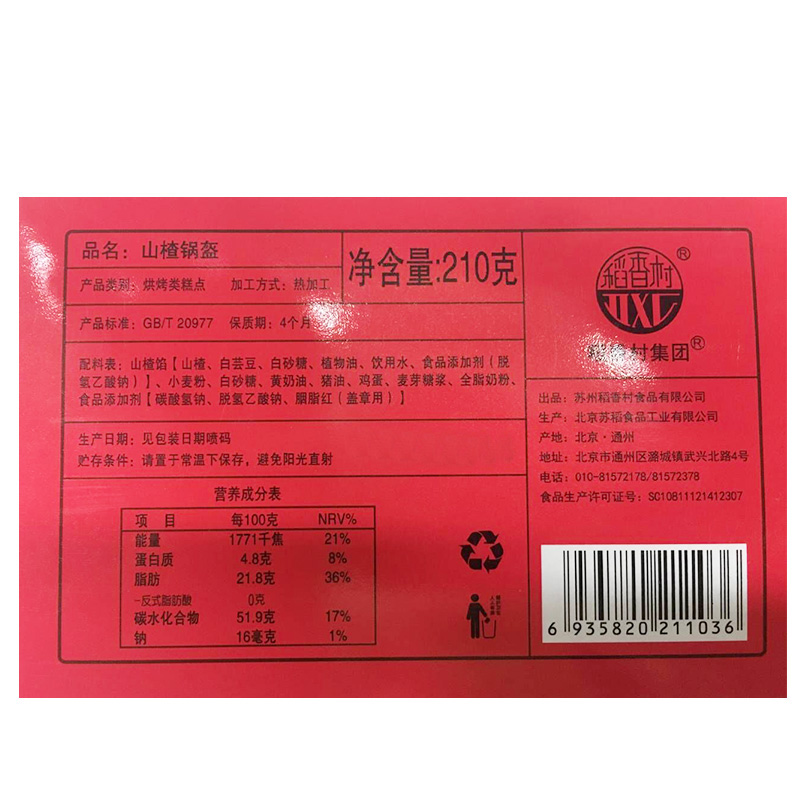 品名：山楂锅盔
净含量:210克
产品类别：烘烤类糕点 加工方式：热加工
产品标准：GB/T 20977 保质期：4个月
配料表：山楂馅【山楂、白芸豆、白砂糖、植物油、饮用水、食品添加剂（脱
氢乙酸钠）】、小麦粉、白砂糖、黄奶油、猪油、鸡蛋、麦芽糖浆、全脂奶粉、
食品添加剂【碳酸氢钠、脱氢乙酸钠、胭脂红（盖章用）】
生产日期：见包装日期喷码
贮存条件：请置于常温下保存，避免阳光直射
营养成分表
项 目 每100克 NRV%
能量 1771千焦 21%
蛋白质 4.8克 8%
脂肪 21.8克 36%
-反式脂肪酸 0克
碳水化合物 51.9克 17%
钠 16毫克 1%
稻香村®
DXC
稻香村集团®
出品：苏州稻香村食品有限公司
生产：北京苏稻食品工业有限公司
产地：北京·通州
地址：北京市通州区潞城镇武兴北路4号
电话：010-81572178/81572378
食品生产许可证号：SC10811121412307
6 935820 211036